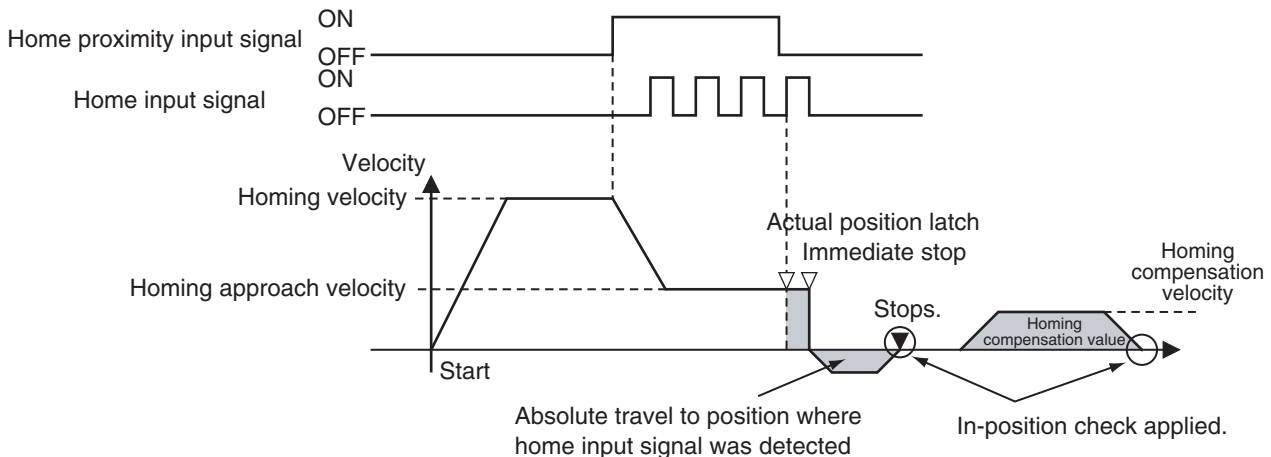 ON
Home proximity input signal
OFF
ON
Home input signal
OFF
Velocity
Homing velocity
Actual position latch
Immediate stop
Homing
compensation
velocity
Homing approach velocity
Stops.
Homing
compensation value
Start
Absolute travel to position where
home input signal was detected
In-position check applied.